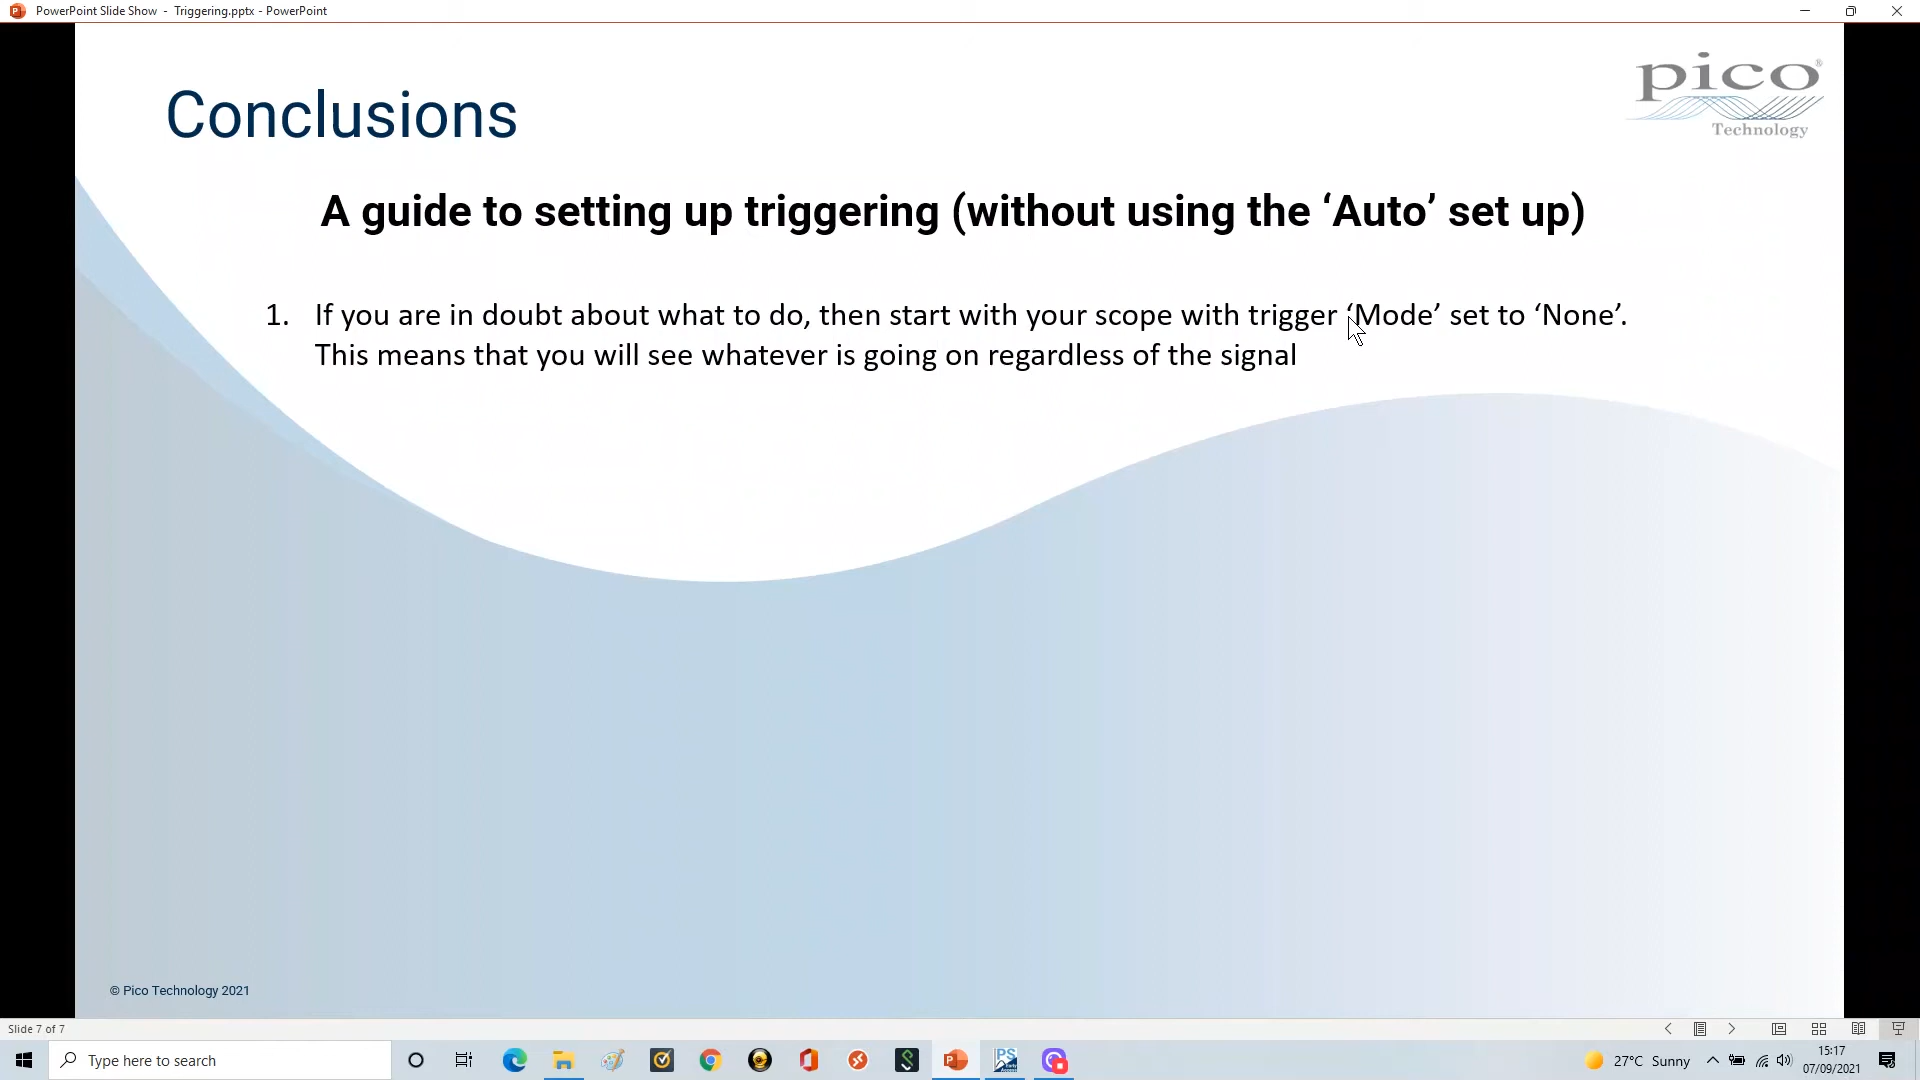 PowerPoint Slide Show - Triggering.pptx - PowerPoint
pico®
Technology
Conclusions
A guide to setting up triggering (without using the ‘Auto’ set up)
1. If you are in doubt about what to do, then start with your scope with trigger ‘Mode’ set to ‘None’.
This means that you will see whatever is going on regardless of the signal
© Pico Technology 2021
Slide 7 of 7
Type here to search
PS
27°C Sunny
15:17
07/09/2021